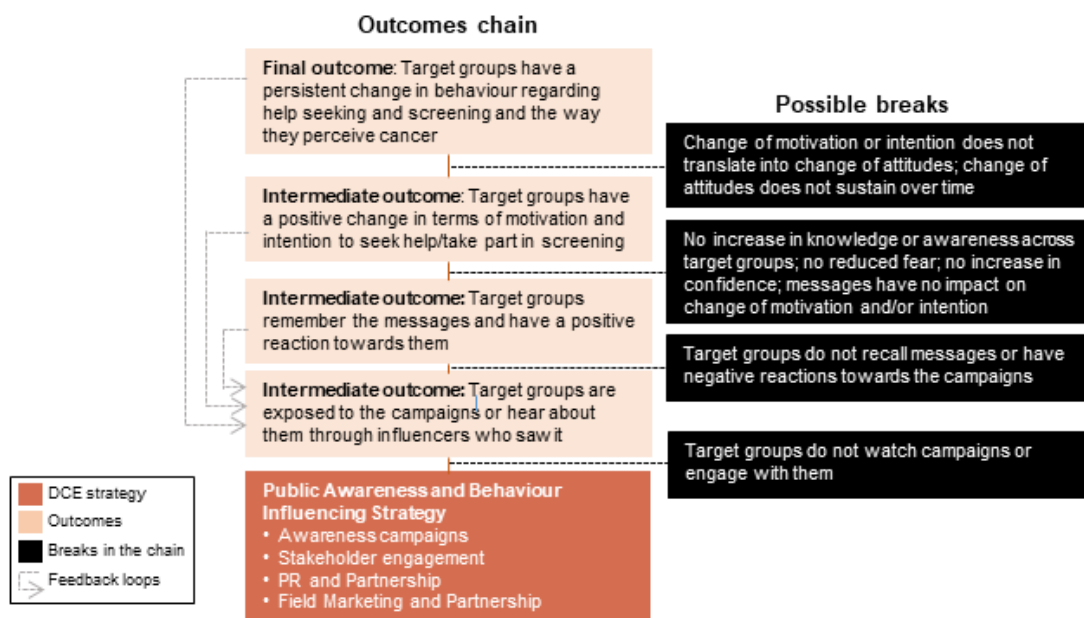 Outcomes chain
Final outcome: Target groups have a
persistent change in behaviour regarding
help seeking and screening and the way
they perceive cancer
Intermediate outcome: Target groups have
a positive change in terms of motivation and
intention to seek help/take part in screening
Intermediate outcome: Target groups
remember the messages and have a positive
reaction towards them
Intermediate outcome: Target groups are
exposed to the campaigns or hear about
them through influencers who saw it
Public Awareness and Behaviour
Influencing Strategy
• Awareness campaigns
• Stakeholder engagement
• PR and Partnership
• Field Marketing and Partnership
Possible breaks
Change of motivation or intention does not
translate into change of attitudes; change of
attitudes does not sustain over time
No increase in knowledge or awareness across
target groups; no reduced fear; no increase in
confidence; messages have no impact on
change of motivation and/or intention
Target groups do not recall messages or have
negative reactions towards the campaigns
Target groups do not watch campaigns or
engage with them
DCE strategy
Outcomes
Breaks in the chain
Feedback loops